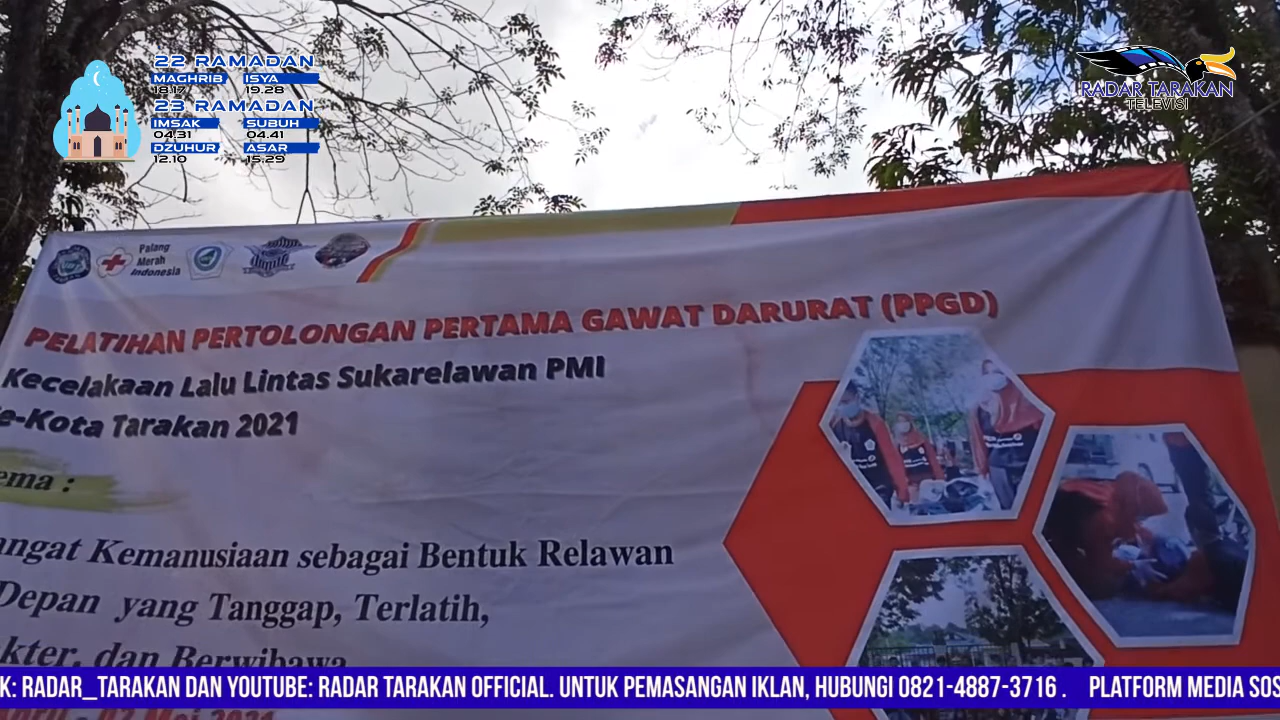 22 RAMADAN
MAGHRIB ISYA
18.17 19.28
23 RAMADAN
IMSAK SUBUH
04.31 04.41
DZUHUR ASAR
12.10 15.29
RADAR TARAKAN
TELEVISI
Palang
Merah
Indonesia
PELATIHAN PERTOLONGAN PERTAMA GAWAT DARURAT (PPGD)
Kecelakaan Lalu Lintas Sukarelawan PMI
e-Kota Tarakan 2021
ema :
angat Kemanusiaan sebagai Bentuk Relawan
Depan yang Tanggap, Terlatih,
kter, dan Berwibawa
- 02 Mei 2021
K: RADAR_TARAKAN DAN YOUTUBE: RADAR TARAKAN OFFICIAL. UNTUK PEMASANGAN IKLAN, HUBUNGI 0821-4887-3716 . PLATFORM MEDIA SOS